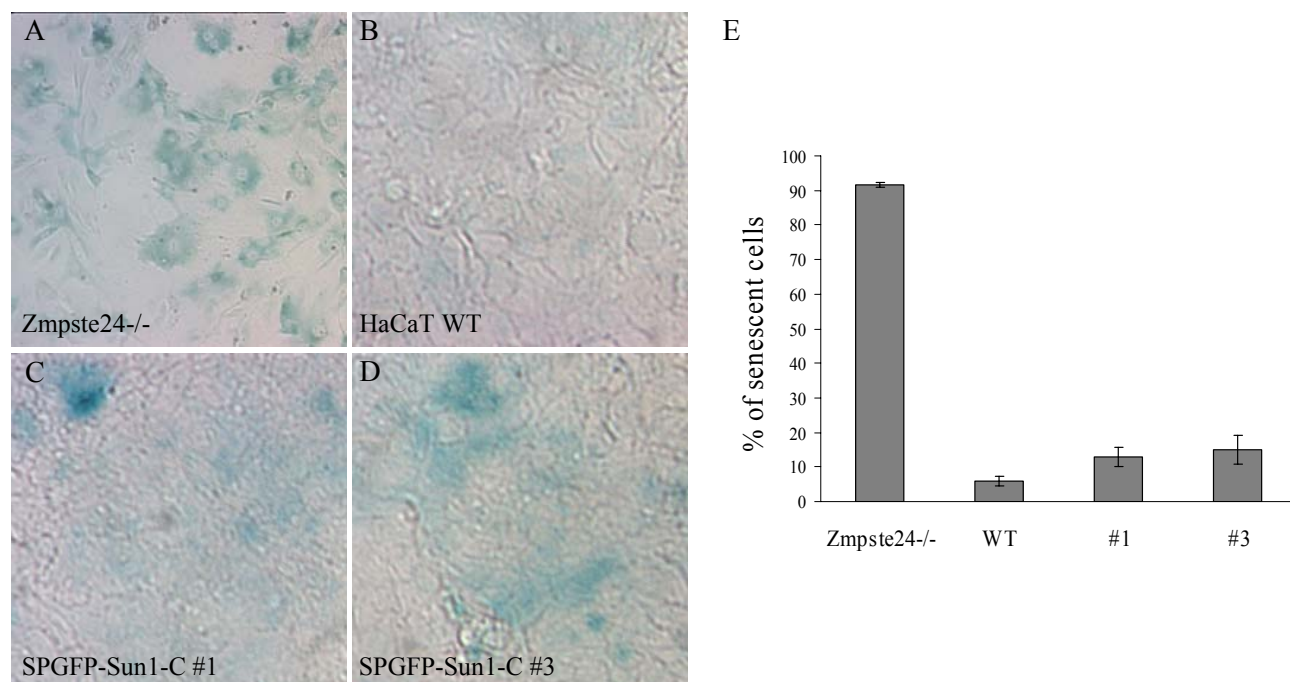 A
B
Zmpste24-/-
HaCaT WT
C
D
SPGFP-Sun1-C #1
SPGFP-Sun1-C #3
E
% of senescent cells
100
90
80
70
60
50
40
30
20
10
0
Zmpste24-/-
WT
#1
#3